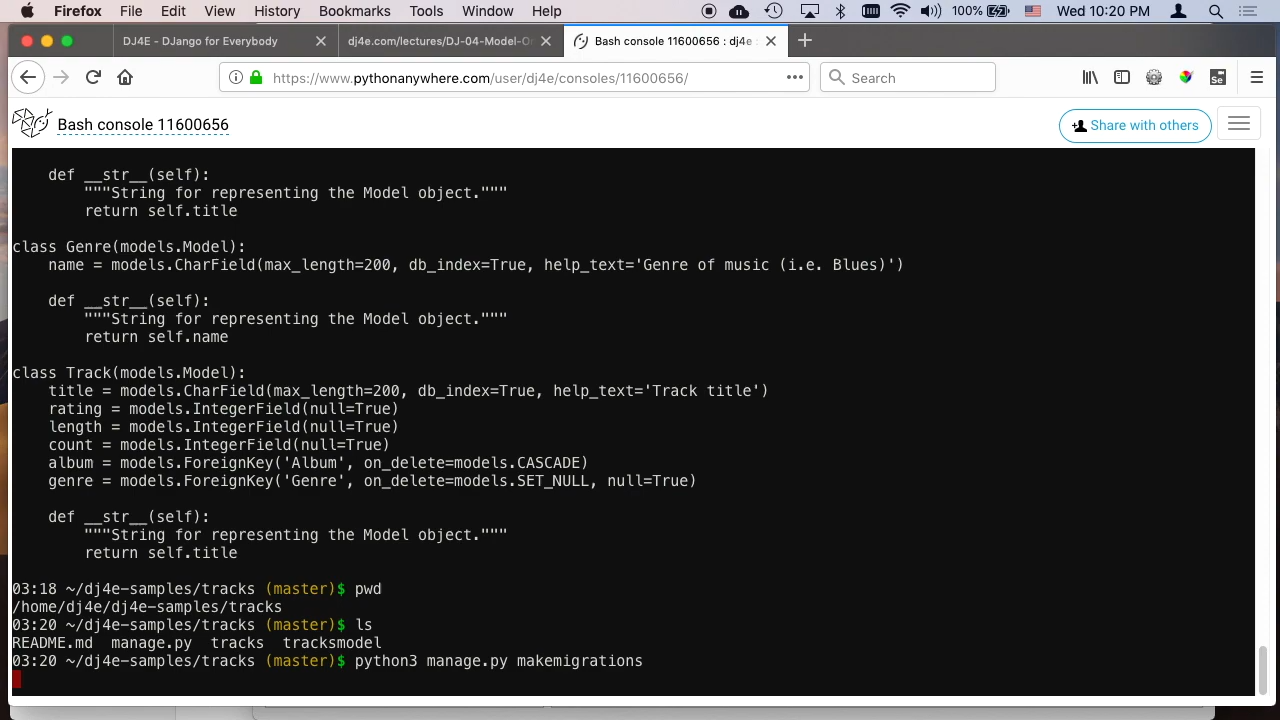 Firefox File Edit View History Bookmarks Tools Window Help 100% Wed 10:20 PM
DJ4E - DJango for Everybody dj4e.com/lectures/DJ-04-Model-O Bash console 11600656 : dj4e :
https://www.pythonanywhere.com/user/dj4e/consoles/11600656/ Search Se
Bash console 11600656 Share with others
def __str__(self):
"""String for representing the Model object."""
return self.title
class Genre(models.Model):
name = models.CharField(max_length=200, db_index=True, help_text='Genre of music (i.e. Blues)')
def __str__(self):
"""String for representing the Model object."""
return self.name
class Track(models.Model):
title = models.CharField(max_length=200, db_index=True, help_text='Track title')
rating = models.IntegerField(null=True)
length = models.IntegerField(null=True)
count = models.IntegerField(null=True)
album = models.ForeignKey('Album', on_delete=models.CASCADE)
genre = models.ForeignKey('Genre', on_delete=models.SET_NULL, null=True)
def __str__(self):
"""String for representing the Model object."""
return self.title
03:18 ~/dj4e-samples/tracks (master)$ pwd
/home/dj4e/dj4e-samples/tracks
03:20 ~/dj4e-samples/tracks (master)$ ls
README.md manage.py tracks tracksmodel
03:20 ~/dj4e-samples/tracks (master)$ python3 manage.py makemigrations